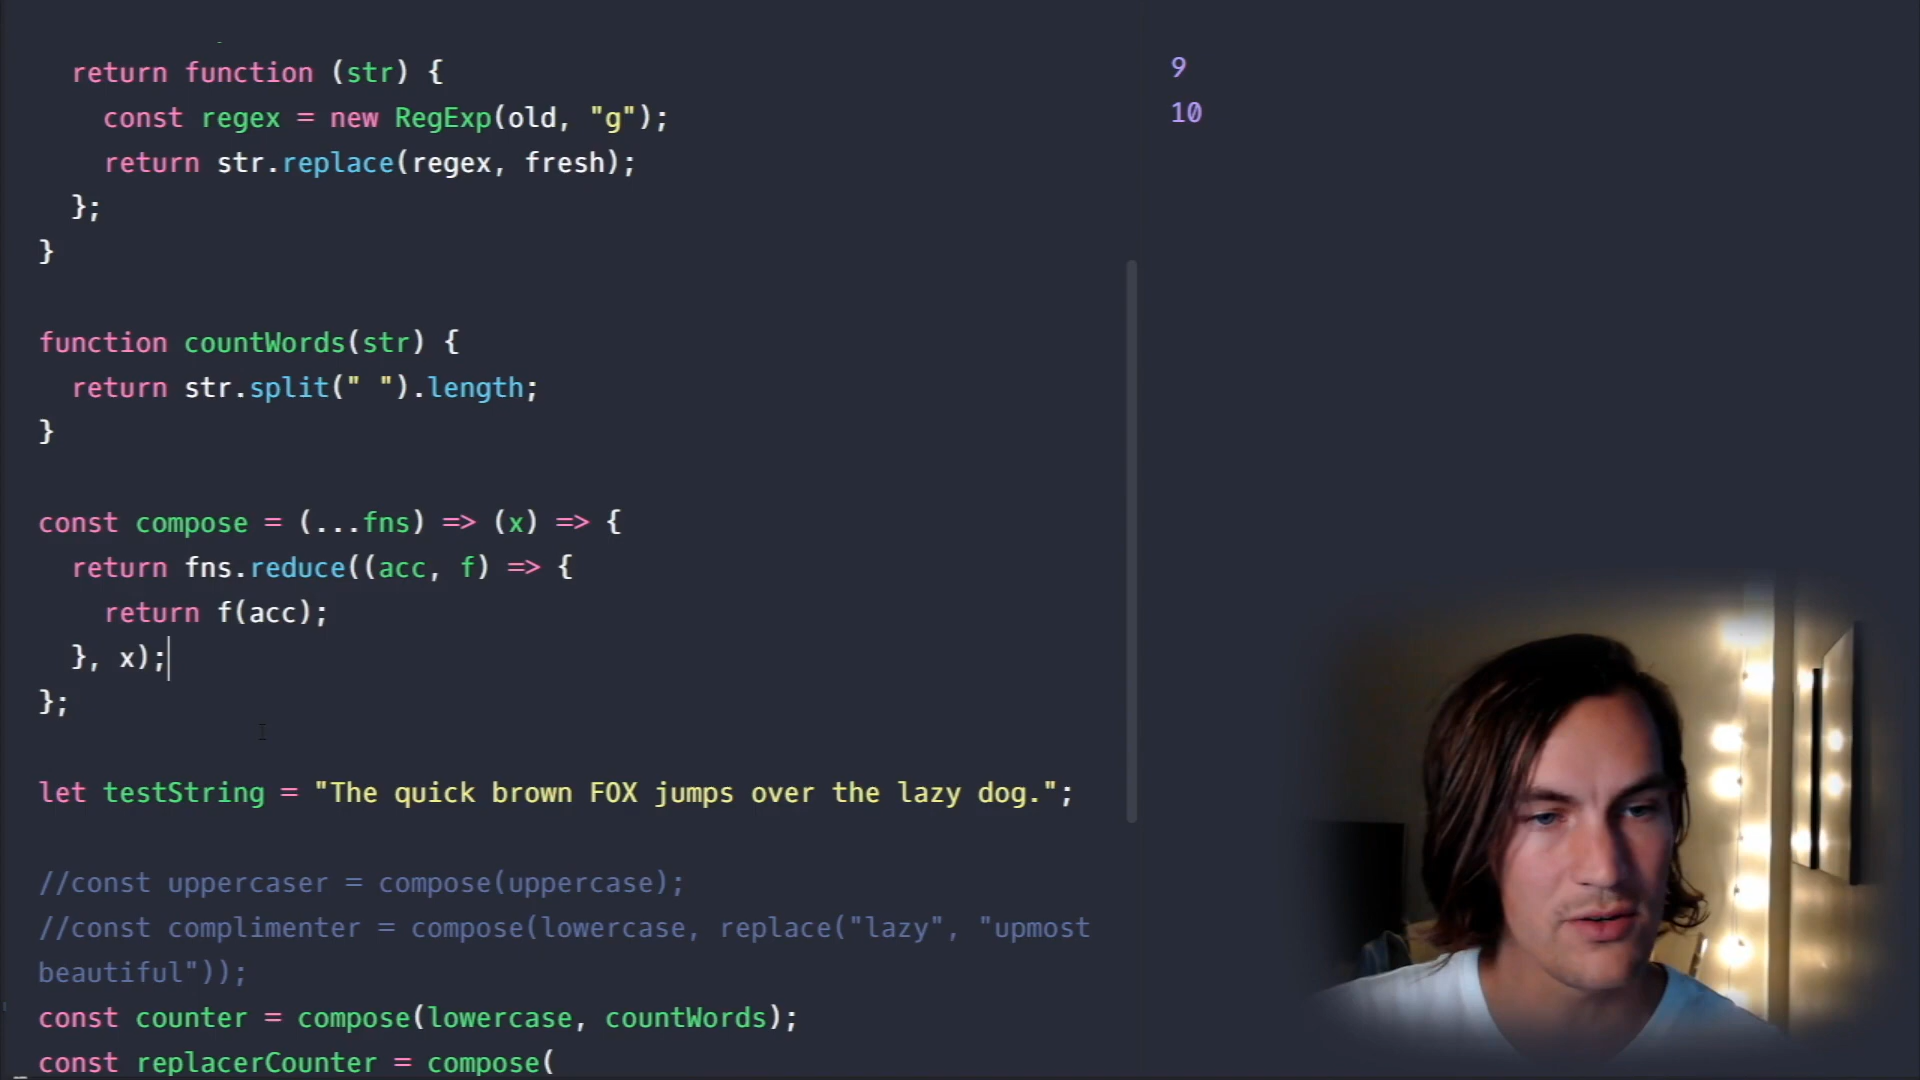 return function (str) {
const regex = new RegExp(old, "g");
return str.replace(regex, fresh);
};
}
function countWords(str) {
return str.split(" ").length;
}
const compose = (...fns) => (x) => {
return fns.reduce((acc, f) => {
return f(acc);
}, x);
};
let testString = "The quick brown FOX jumps over the lazy dog.";
//const uppercaser = compose(uppercase);
//const complimenter = compose(lowercase, replace("lazy", "upmost
beautiful"));
const counter = compose(lowercase, countWords);
const replacerCounter = compose(
9
10